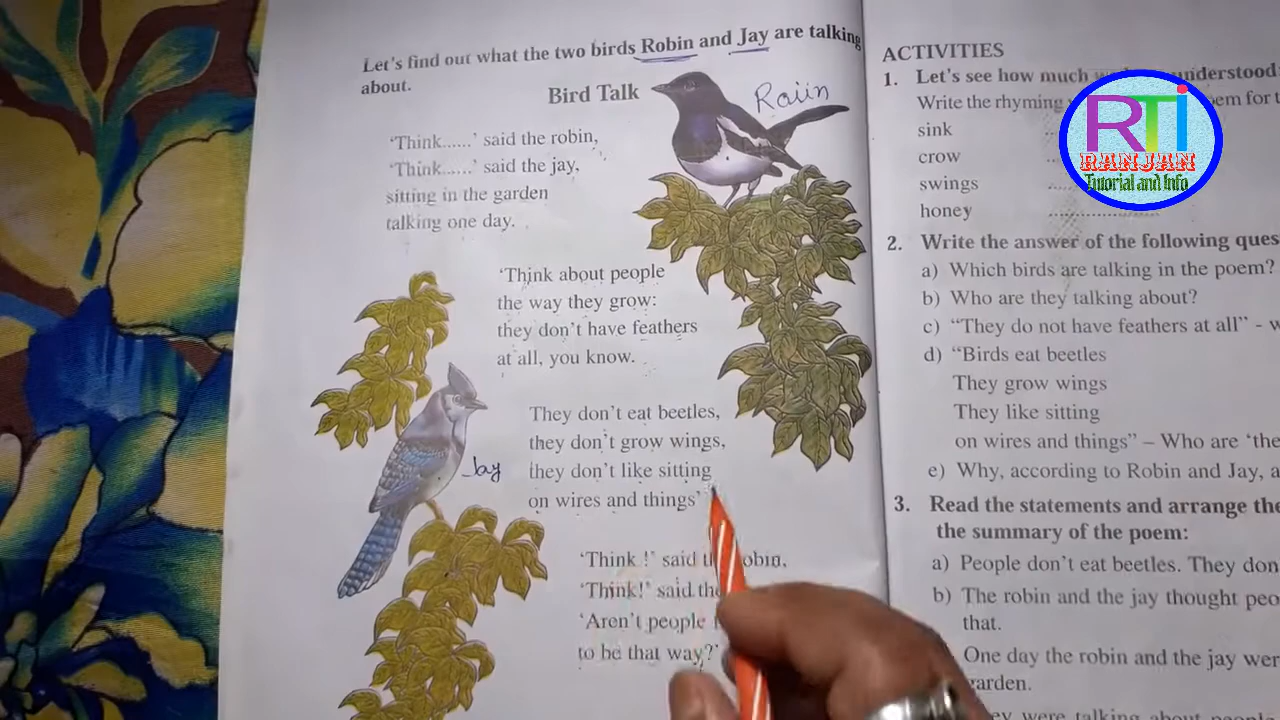 Let's find out what the two birds Robin and Jay are talking
about.
Bird Talk
Robin
'Think......' said the robin,
'Think......' said the jay,
sitting in the garden
talking one day.
'Think about people
the way they grow:
they don't have feathers
at all, you know.
Jay
They don't eat beetles,
they don't grow wings,
they don't like sitting
on wires and things'
'Think !' said the robin,
'Think!' said the
'Aren't people
to be that way?'
ACTIVITIES
1. Let's see how much understood:
Write the rhyming for
sink
crow
swings
honey
2. Write the answer of the following
a) Which birds are talking in the poem?
b) Who are they talking about?
c) "They do not have feathers at all" -
d) "Birds eat beetles
They grow wings
They like sitting
on wires and things" – Who are
e) Why, according to Robin and Jay,
3. Read the statements and arrange
the summary of the poem:
a) People don't eat beetles. They
b) The robin and the jay thought
that.
One day the robin and the jay
garden.
were talking about people
RTI
RANJAN
Tutorial and Info